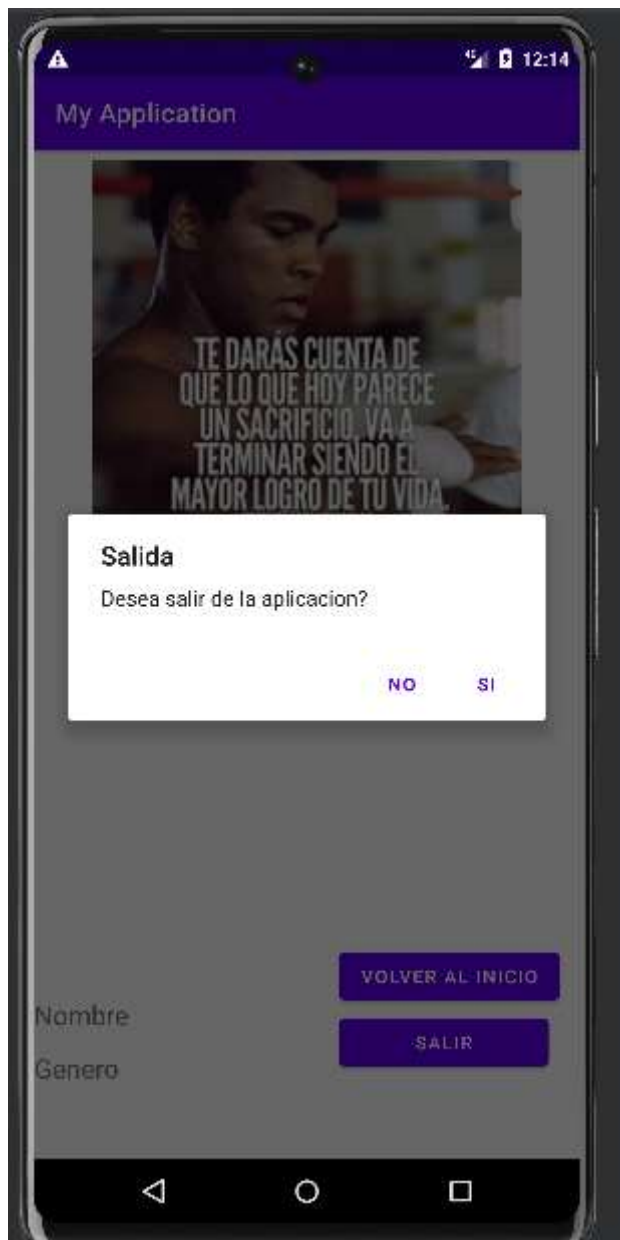 12:14
My Application
TE DARÁS CUENTA DE
QUE LO QUE HOY PARECE
UN SACRIFICIO, VA A
TERMINAR SIENDO EL
MAYOR LOGRO DE TU VIDA.
Salida
Desea salir de la aplicacion?
NO SI
VOLVER AL INICIO
Nombre
SALIR
Genero